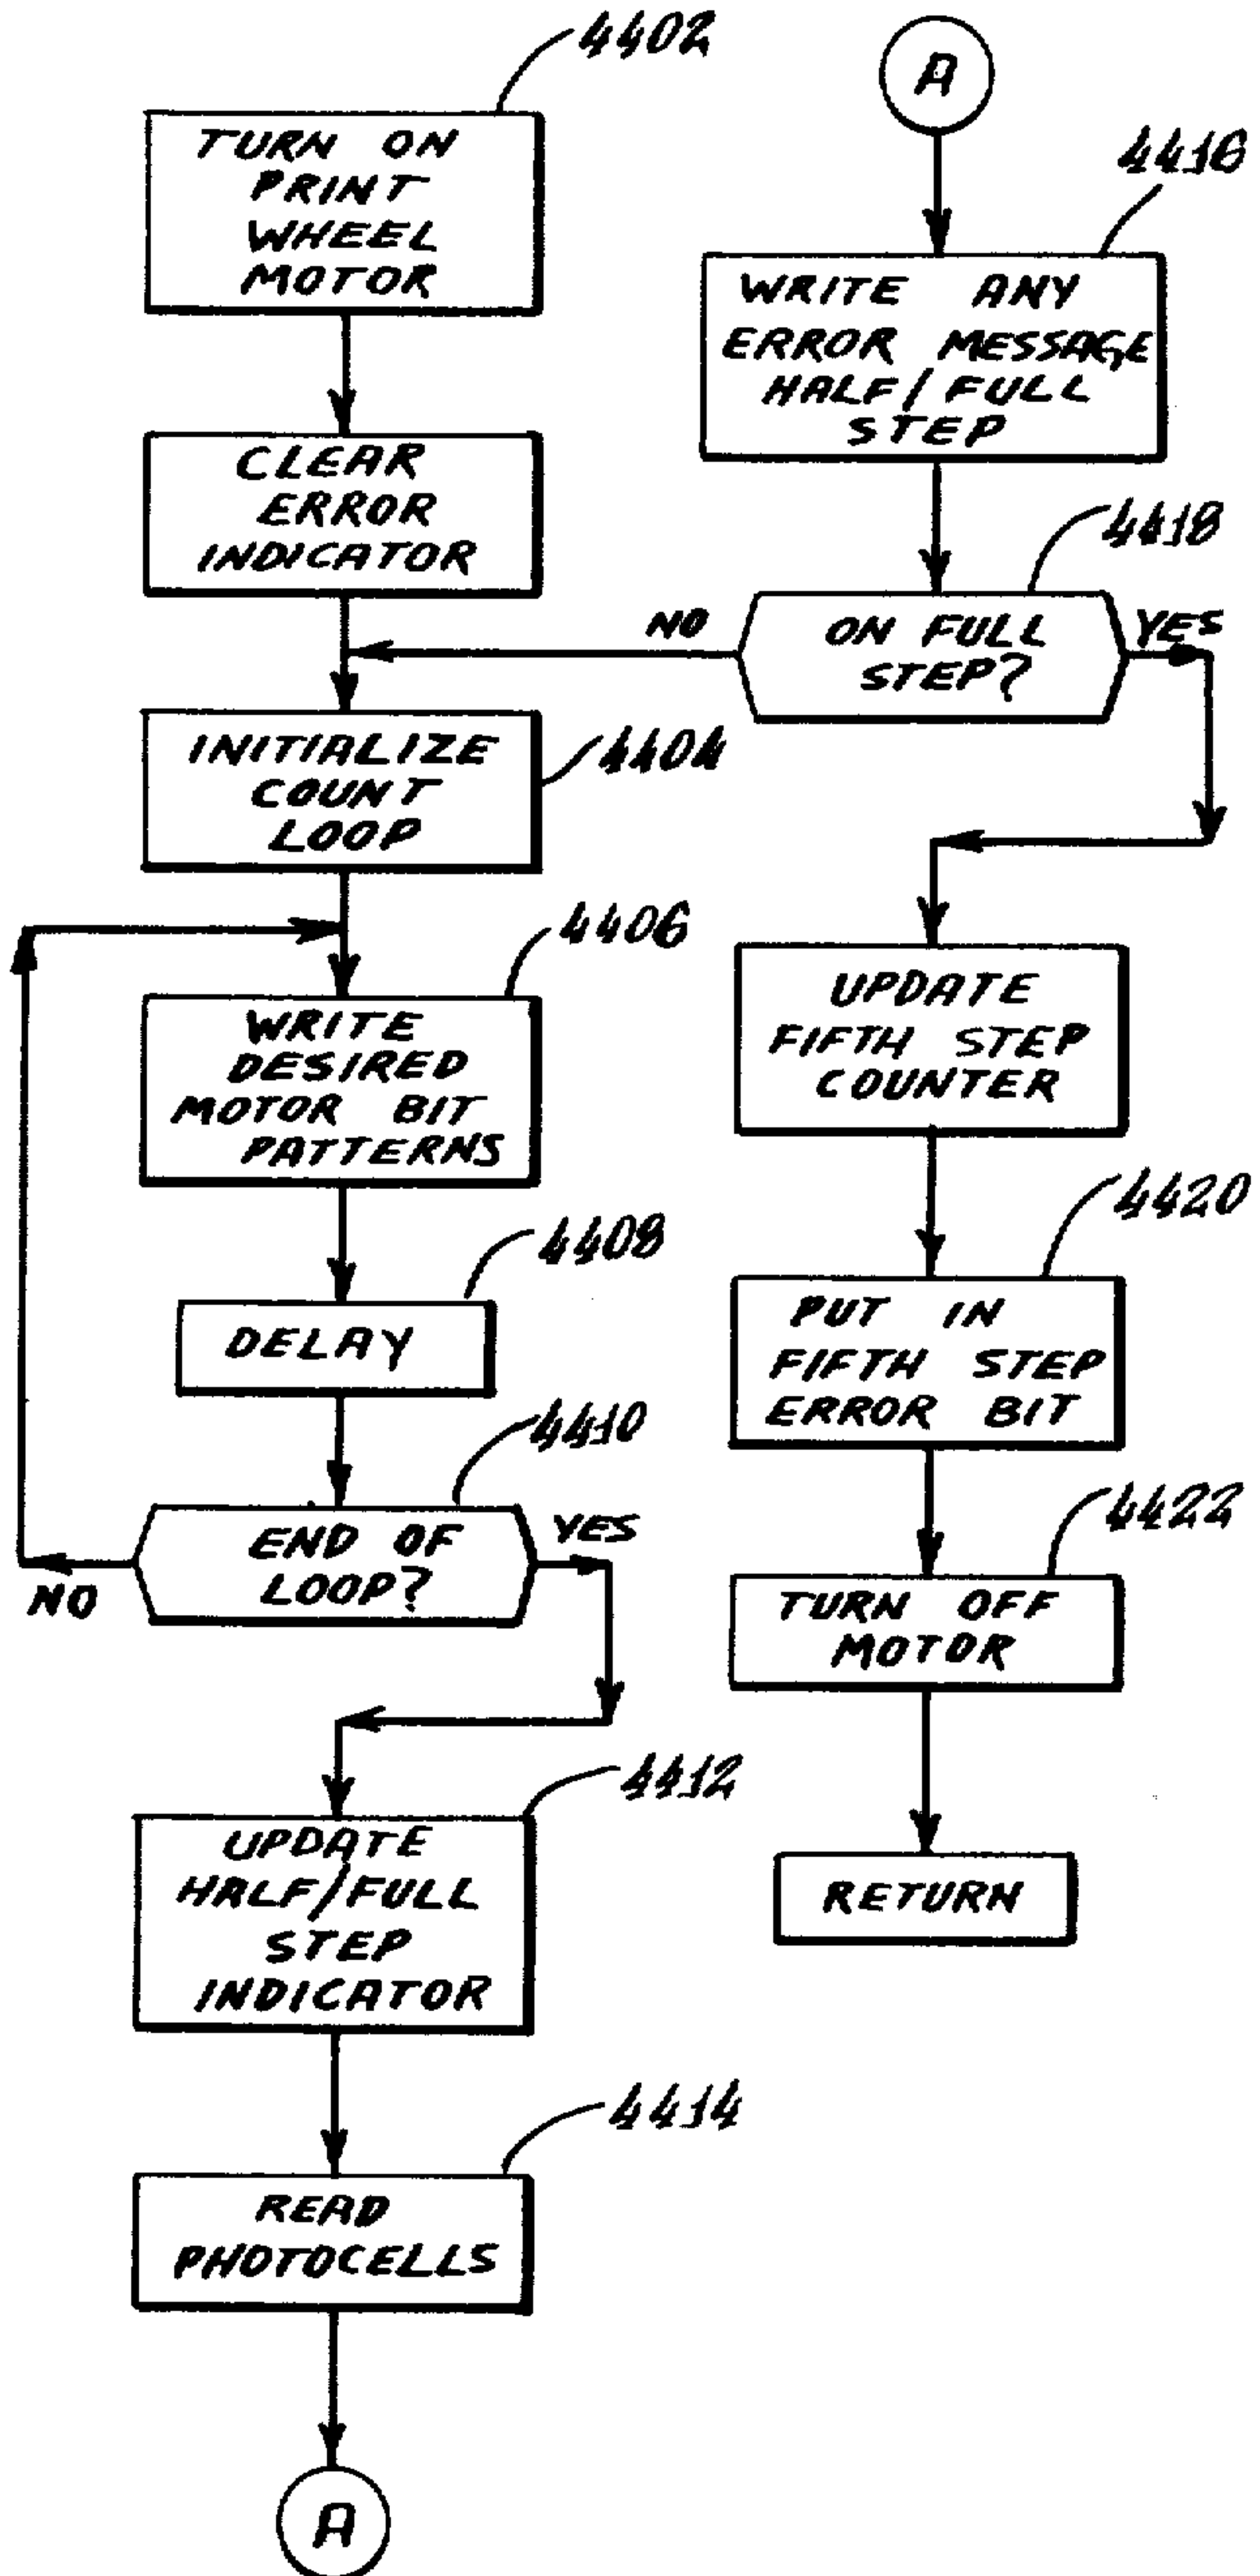 4402
TURN ON
PRINT
WHEEL
MOTOR
CLEAR
ERROR
INDICATOR
INITIALIZE
COUNT
LOOP
4404
4406
WRITE
DESIRED
MOTOR BIT
PATTERNS
4408
DELAY
4410
END OF
LOOP?
YES
NO
4412
UPDATE
HALF/FULL
STEP
INDICATOR
4414
READ
PHOTOCELLS
A
A
4416
WRITE ANY
ERROR MESSAGE
HALF/FULL
STEP
4418
NO
ON FULL
STEP?
YES
UPDATE
FIFTH STEP
COUNTER
4420
PUT IN
FIFTH STEP
ERROR BIT
4422
TURN OFF
MOTOR
RETURN